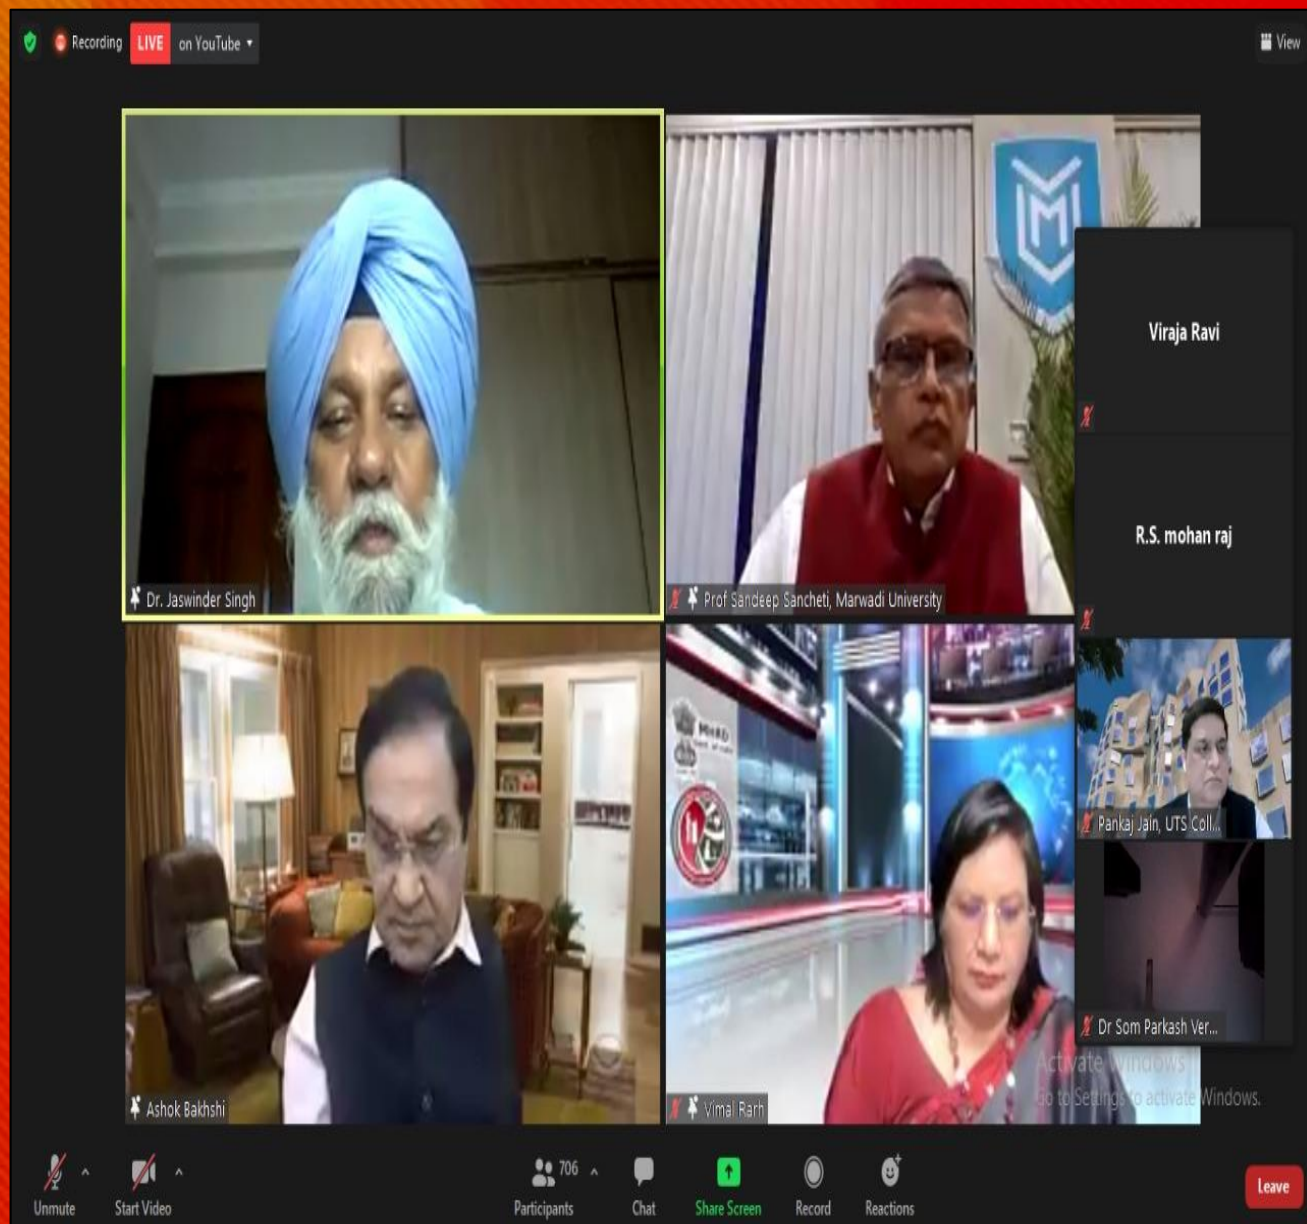 Recording
LIVE on YouTube
View
Dr. Jaswinder Singh
Prof Sandeep Sancheti, Marwadi University
Viraja Ravi
R.S. mohan raj
MHRD
Pankaj Jain, UTS Coll...
Dr Som Parkash Ver...
Ashok Bakhshi
Vimal Rarh
Activate Windows
Go to Settings to activate Windows.
Unmute
Start Video
706
Participants
Chat
Share Screen
Record
Reactions
Leave